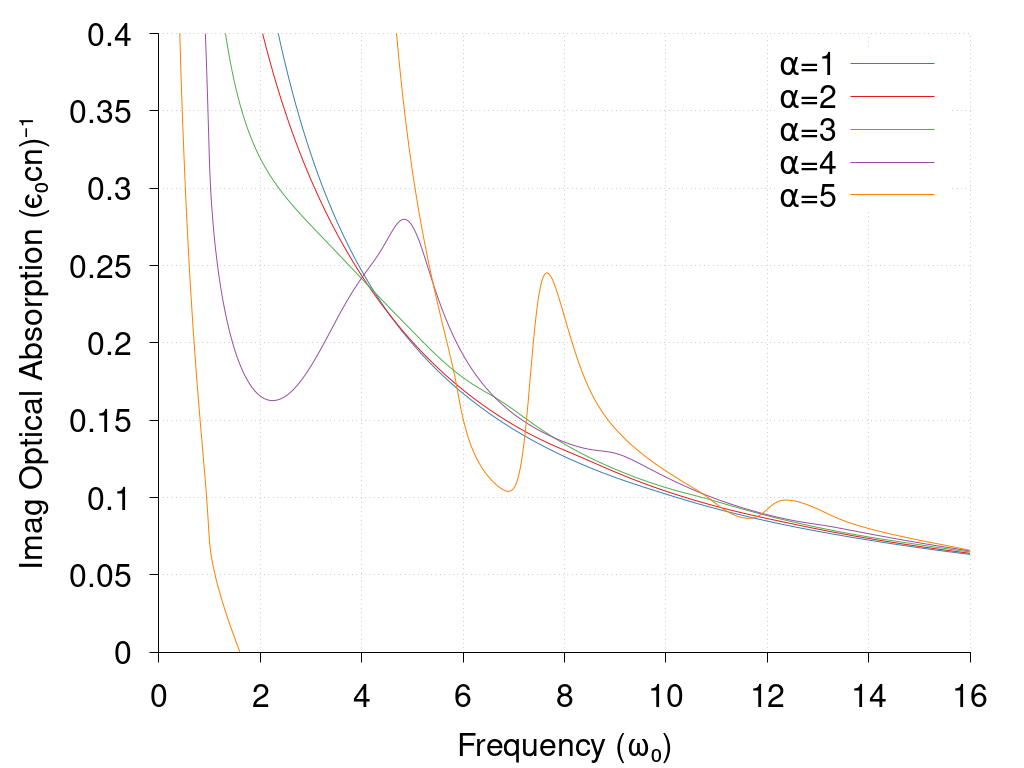 0.4
0.35
0.3
0.25
0.2
0.15
0.1
0.05
0
Imag Optical Absorption (ϵ₀cn)⁻¹
α=1
α=2
α=3
α=4
α=5
0 2 4 6 8 10 12 14 16
Frequency (ω₀)